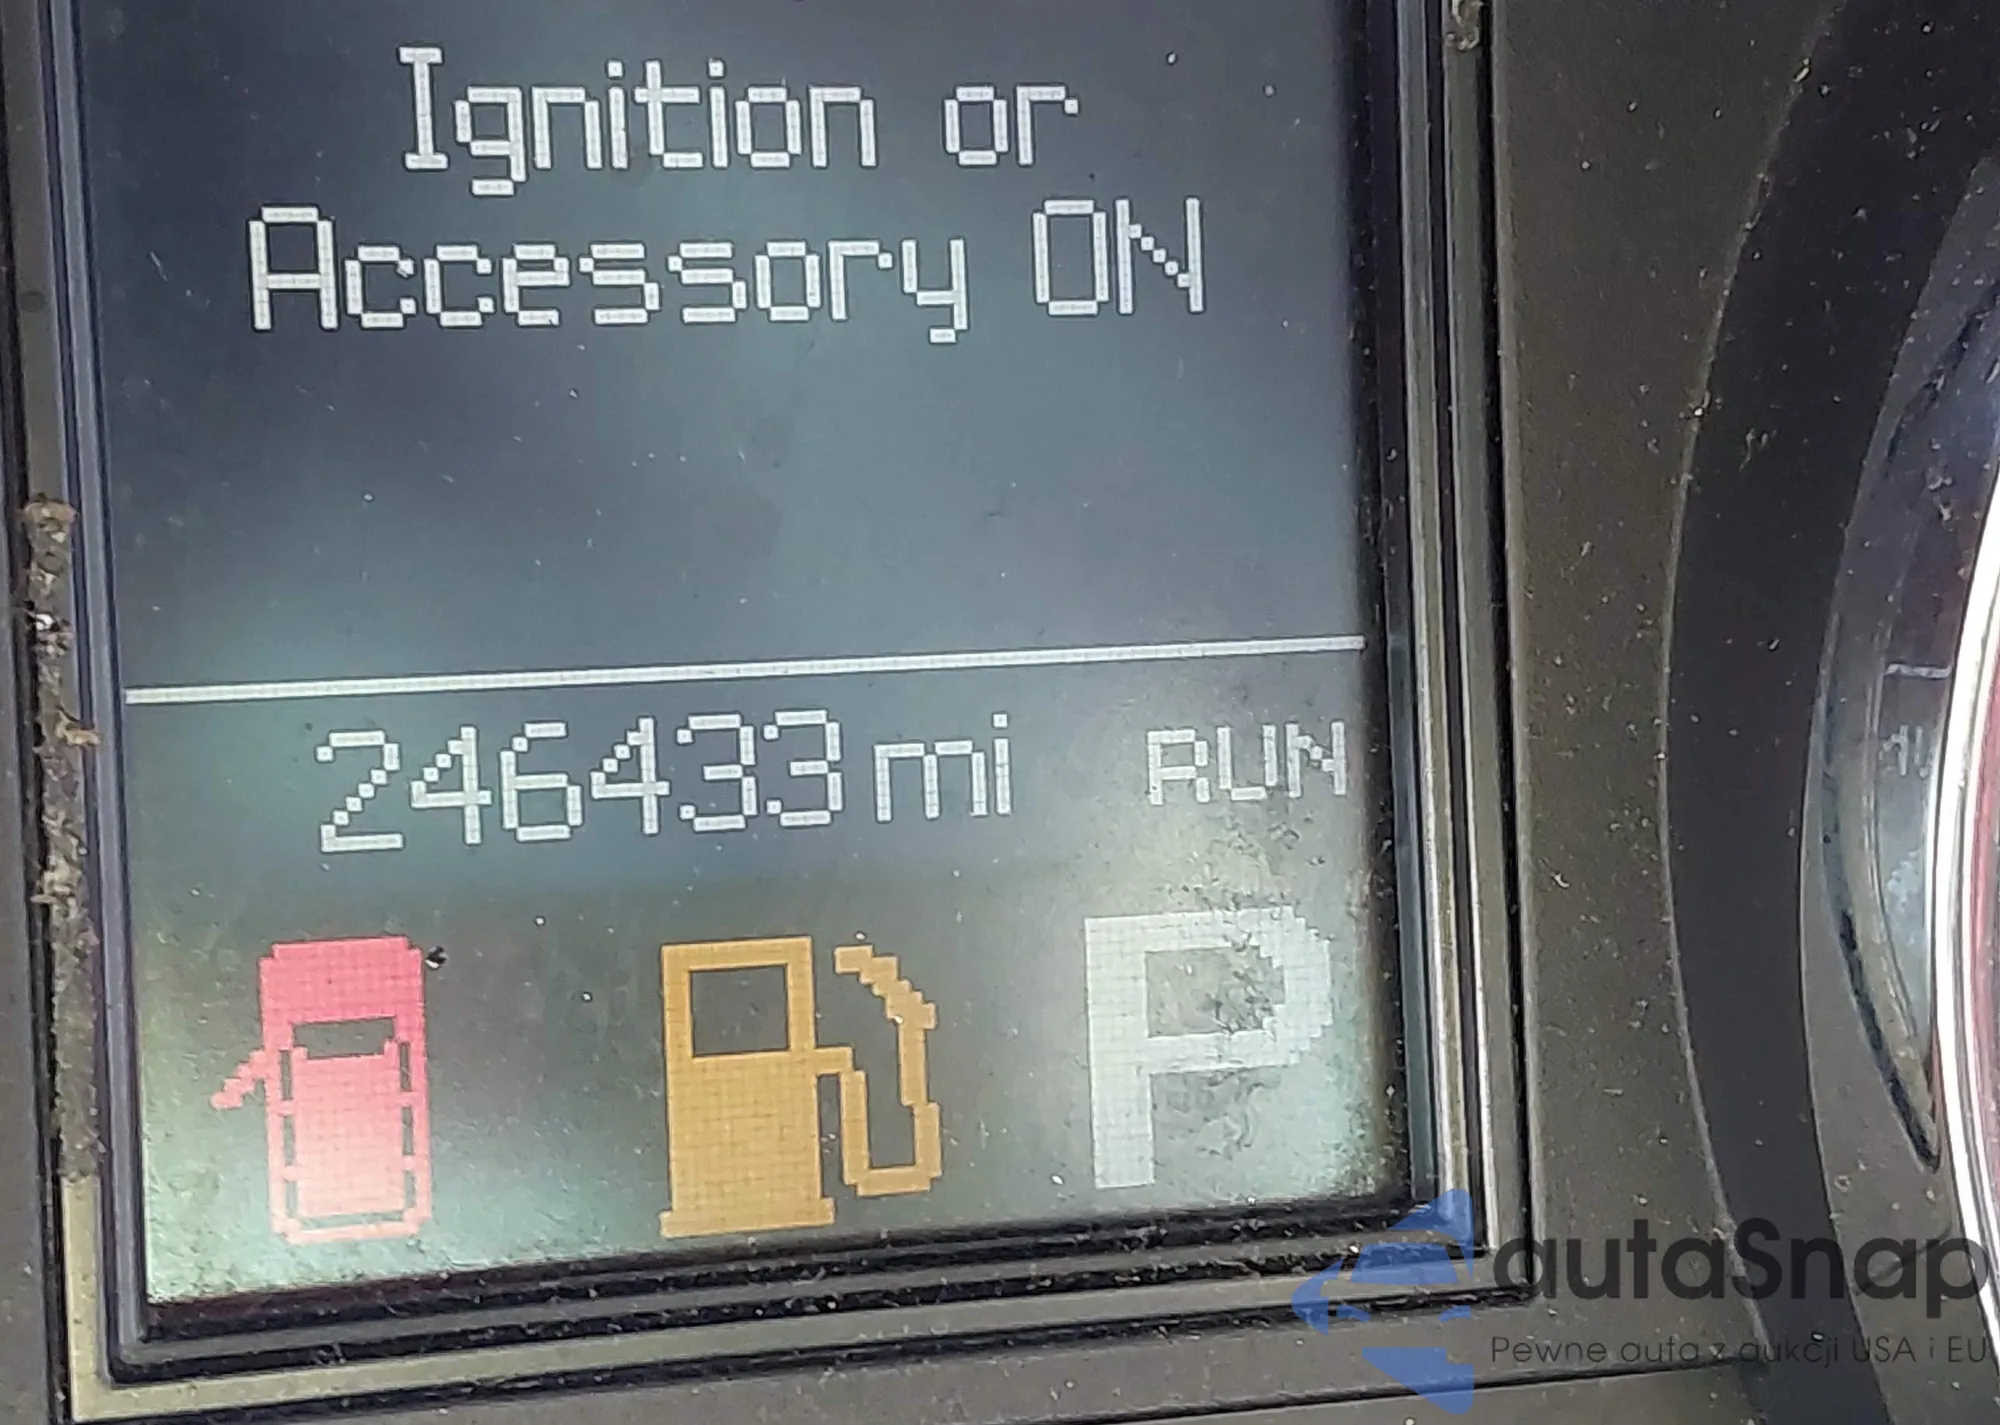 Ignition or
Accessory ON
246433 mi RUN
P
autaSnap
Pewne auta z aukcji USA i EU